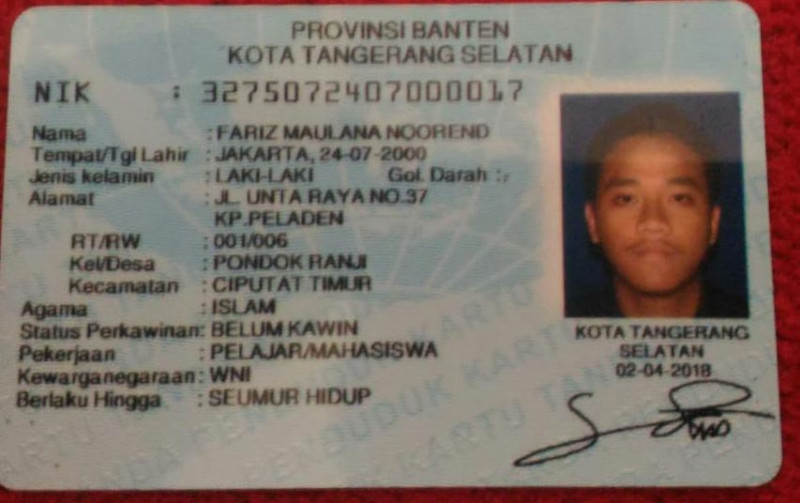 PROVINSI BANTEN
KOTA TANGERANG SELATAN
NIK : 3275072407000017
Nama : FARIZ MAULANA NOOREND
Tempat/Tgl Lahir : JAKARTA, 24-07-2000
Jenis kelamin : LAKI-LAKI Gol. Darah :-
Alamat : JL. UNTA RAYA NO.37
KP.PELADEN
RT/RW : 001/006
Kel/Desa : PONDOK RANJI
Kecamatan : CIPUTAT TIMUR
Agama : ISLAM
Status Perkawinan: BELUM KAWIN
Pekerjaan : PELAJAR/MAHASISWA
Kewarganegaraan: WNI
Berlaku Hingga : SEUMUR HIDUP
KOTA TANGERANG
SELATAN
02-04-2018